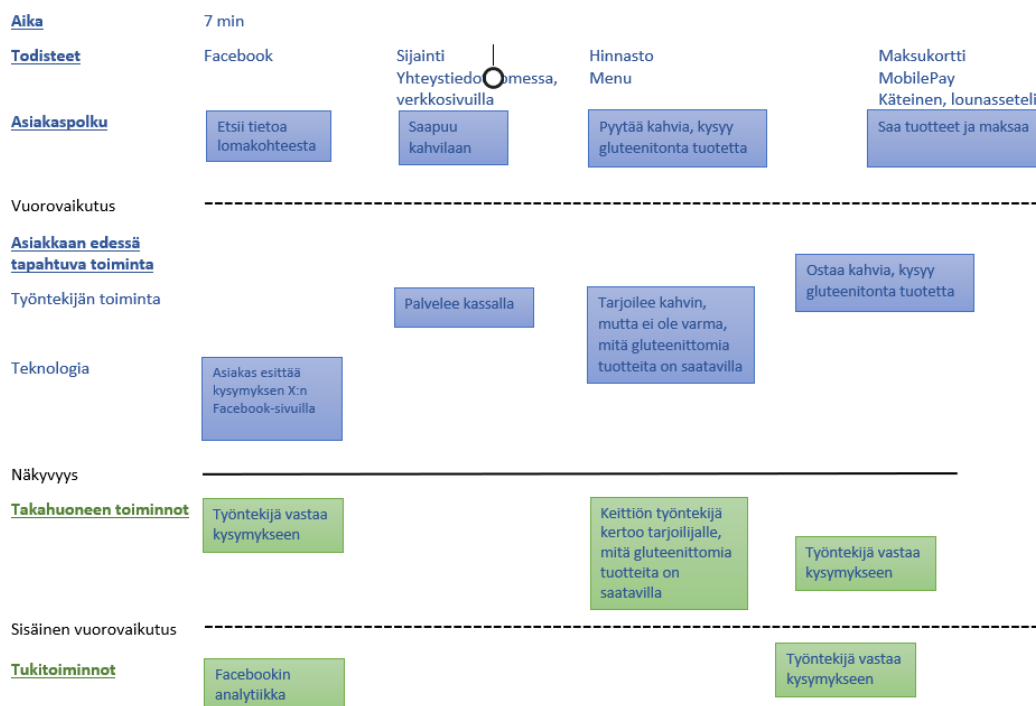 Aika 7 min
Todisteet Facebook Sijainti Hinnasto Maksukortti
Yhteystiedot omessa, Menu MobilePay
verkkosivuilla Käteinen, lounasseteli
Asiakaspolku
Etsii tietoa
lomakohteesta
Saapuu
kahvilaan
Pyytää kahvia, kysyy
gluteenitonta tuotetta
Saa tuotteet ja maksaa
Vuorovaikutus
Asiakkaan edessä
tapahtuva toiminta
Ostaa kahvia, kysyy
gluteenitonta tuotetta
Työntekijän toiminta
Palvelee kassalla
Tarjoilee kahvin,
mutta ei ole varma,
mitä gluteenittomia
tuotteita on saatavilla
Teknologia
Asiakas esittää
kysymyksen X:n
Facebook-sivuilla
Näkyvyys
Takahuoneen toiminnot
Työntekijä vastaa
kysymykseen
Keittiön työntekijä
kertoo tarjoilijalle,
mitä gluteenittomia
tuotteita on
saatavilla
Työntekijä vastaa
kysymykseen
Sisäinen vuorovaikutus
Tukitoiminnot
Facebookin
analytiikka
Työntekijä vastaa
kysymykseen